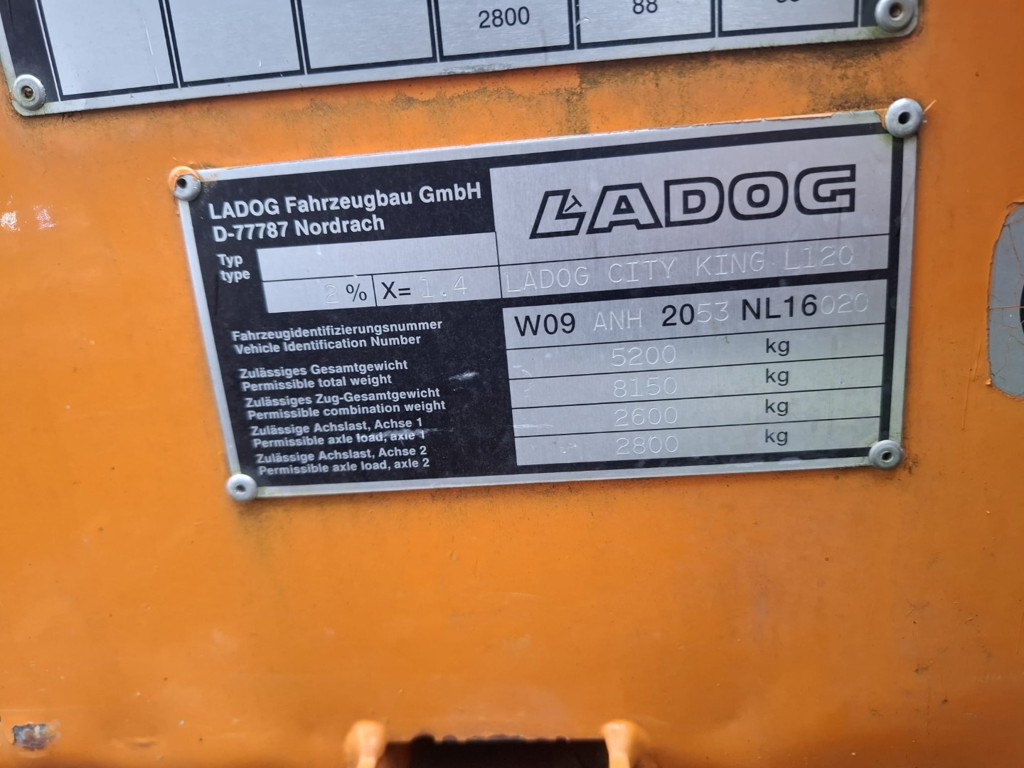 2800 88
LADOG Fahrzeugbau GmbH
D-77787 Nordrach
LADOG
Typ
type
% X= 1.4
LADOG CITY KING L120
Fahrzeugidentifizierungsnummer
Vehicle Identification Number
W09 ANH 2053 NL16020
Zulässiges Gesamtgewicht
Permissible total weight
5200 kg
Zulässiges Zug-Gesamtgewicht
Permissible combination weight
8150 kg
Zulässige Achslast, Achse 1
Permissible axle load, axle 1
2600 kg
Zulässige Achslast, Achse 2
Permissible axle load, axle 2
2800 kg